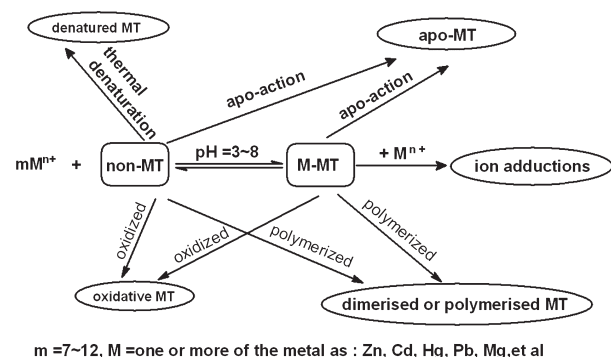 denatured MT
apo-MT
thermal
denaturation
apo-action
apo-action
mMⁿ⁺ + non-MT pH =3~8 M-MT + Mⁿ⁺ ion adductions
oxidized
oxidized
polymerized
polymerized
oxidative MT
dimerised or polymerised MT
m =7~12, M =one or more of the metal as : Zn, Cd, Hg, Pb, Mg,et al